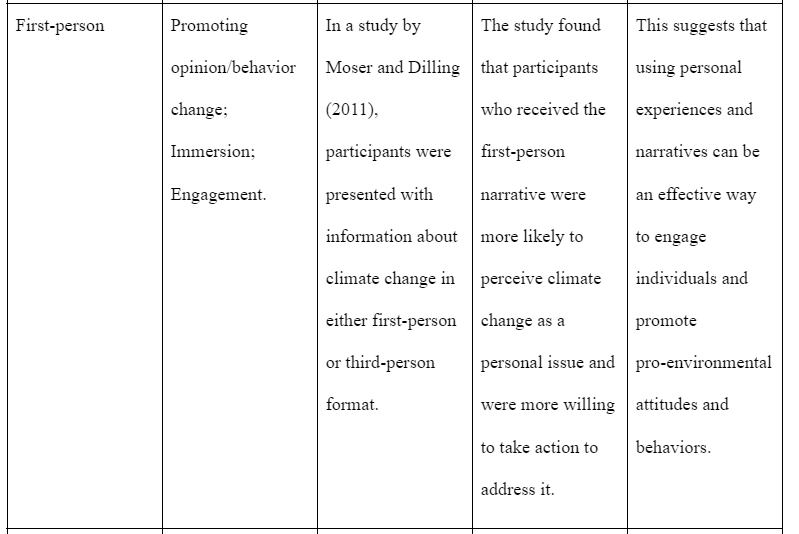 First-person
Promoting
opinion/behavior
change;
Immersion;
Engagement.
In a study by
Moser and Dilling
(2011),
participants were
presented with
information about
climate change in
either first-person
or third-person
format.
The study found
that participants
who received the
first-person
narrative were
more likely to
perceive climate
change as a
personal issue and
were more willing
to take action to
address it.
This suggests that
using personal
experiences and
narratives can be
an effective way
to engage
individuals and
promote
pro-environmental
attitudes and
behaviors.